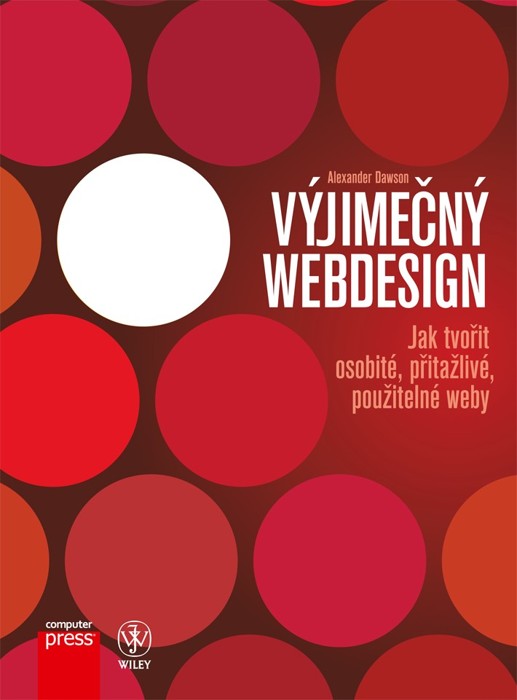 Alexander Dawson
VÝJIMEČNÝ
WEBDESIGN
Jak tvořit
osobité, přitažlivé,
použitelné weby
computer
press®
WILEY